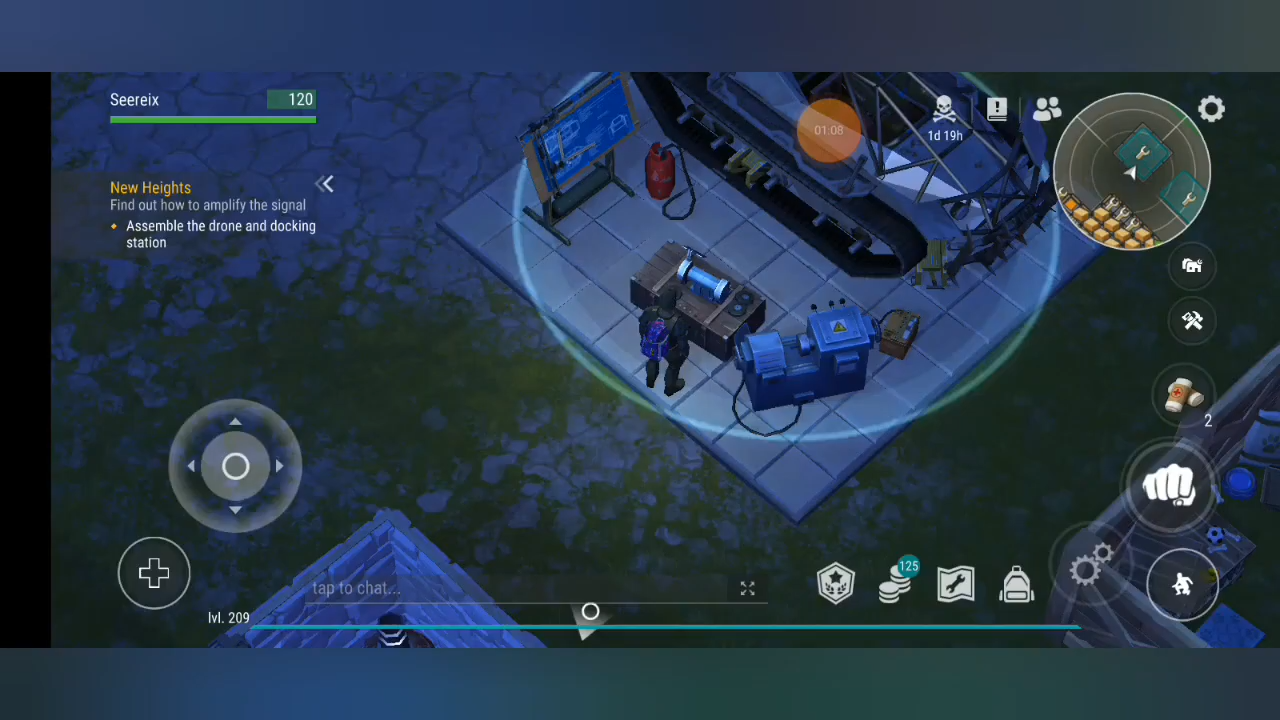 Seereix
120
01:08
1d 19h
New Heights
Find out how to amplify the signal
Assemble the drone and docking
station
2
125
tap to chat...
lvl. 209